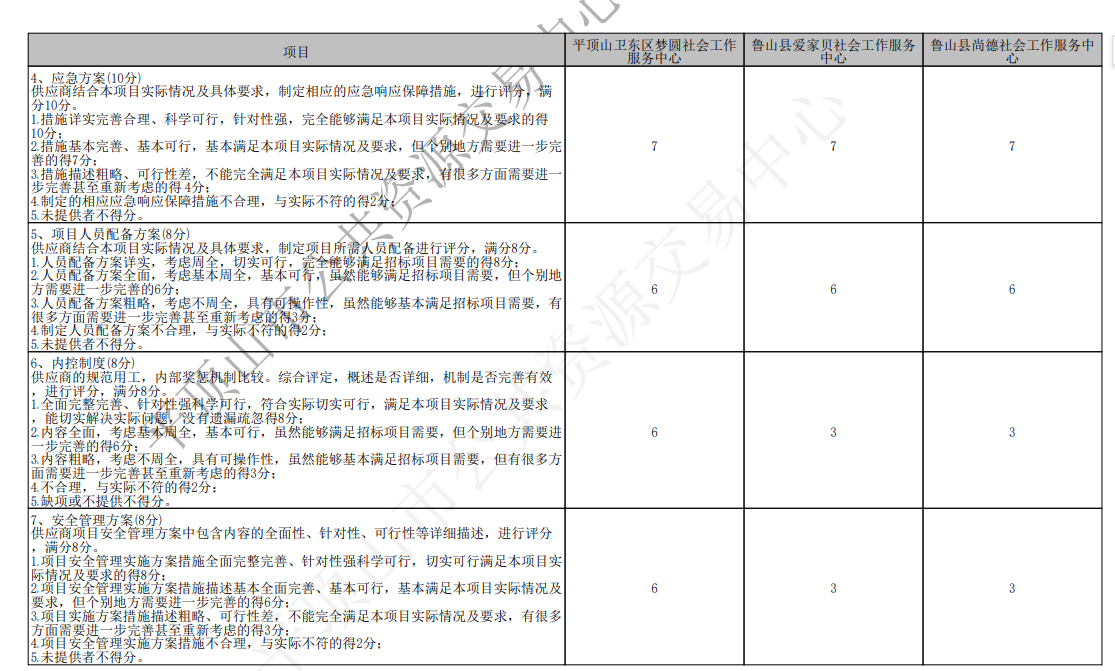 项目
平顶山卫东区梦圆社会工作
服务中心
鲁山县爱家贝社会工作服务
中心
鲁山县尚德社会工作服务中
心
4、应急方案(10分)
供应商结合本项目实际情况及具体要求，制定相应的应急响应保障措施，进行评分，满
分10分。
1.措施详实完善合理、科学可行，针对性强，完全能够满足本项目实际情况及要求的得
10分；
2.措施基本完善、基本可行，基本满足本项目实际情况及要求，但个别地方需要进一步完
善的得7分；
3.措施描述粗略、可行性差，不能完全满足本项目实际情况及要求，有很多方面需要进一
步完善甚至重新考虑的得 4分；
4.制定的相应应急响应保障措施不合理，与实际不符的得2分；
5.未提供者不得分。
7
7
7
5、项目人员配备方案(8分)
供应商结合本项目实际情况及具体要求，制定项目所需人员配备进行评分，满分8分。
1.人员配备方案详实，考虑周全，切实可行，完全能够满足招标项目需要的得8分；
2.人员配备方案全面，考虑基本周全，基本可行，虽然能够满足招标项目需要，但个别地
方需要进一步完善的6分；
3.人员配备方案粗略，考虑不周全，具有可操作性，虽然能够基本满足招标项目需要，有
很多方面需要进一步完善甚至重新考虑的得3分；
4.制定人员配备方案不合理，与实际不符的得2分；
5.未提供者不得分。
6
6
6
6、内控制度(8分)
供应商的规范用工，内部奖惩机制比较。综合评定，概述是否详细，机制是否完善有效
，进行评分，满分8分。
1.全面完整完善、针对性强科学可行，符合实际切实可行，满足本项目实际情况及要求
，能切实解决实际问题，没有遗漏疏忽得8分；
2.内容全面，考虑基本周全，基本可行，虽然能够满足招标项目需要，但个别地方需要进
一步完善的得6分；
3.内容粗略，考虑不周全，具有可操作性，虽然能够基本满足招标项目需要，但有很多方
面需要进一步完善甚至重新考虑的得3分；
4.不合理，与实际不符的得2分；
5.缺项或不提供不得分。
6
3
3
7、安全管理方案(8分)
供应商项目安全管理方案中包含内容的全面性、针对性、可行性等详细描述，进行评分
，满分8分。
1.项目安全管理实施方案措施全面完整完善、针对性强科学可行，切实可行满足本项目实
际情况及要求的得8分；
2.项目安全管理实施方案措施描述基本全面完善、基本可行，基本满足本项目实际情况及
要求，但个别地方需要进一步完善的得6分；
3.项目实施方案措施描述粗略、可行性差，不能完全满足本项目实际情况及要求，有很多
方面需要进一步完善甚至重新考虑的得3分；
4.项目安全管理实施方案措施不合理，与实际不符的得2分；
5.未提供者不得分。
6
3
3
平顶山市公共资源交易中心
平顶山市公共资源交易中心